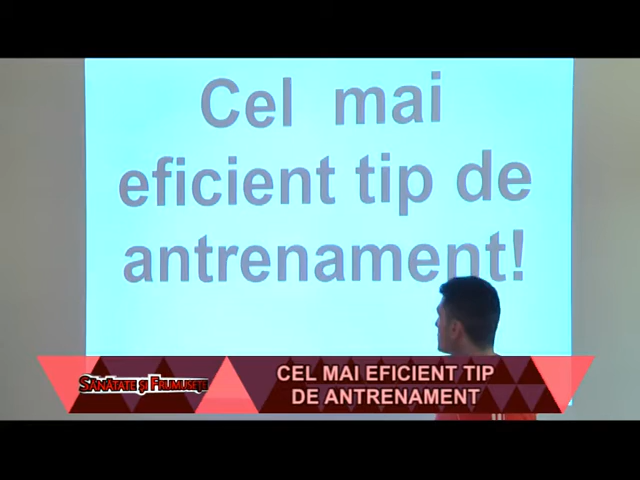 Cel mai
eficient tip de
antrenament!
SĂNĂTATE ȘI FRUMUSEȚE
CEL MAI EFICIENT TIP
DE ANTRENAMENT